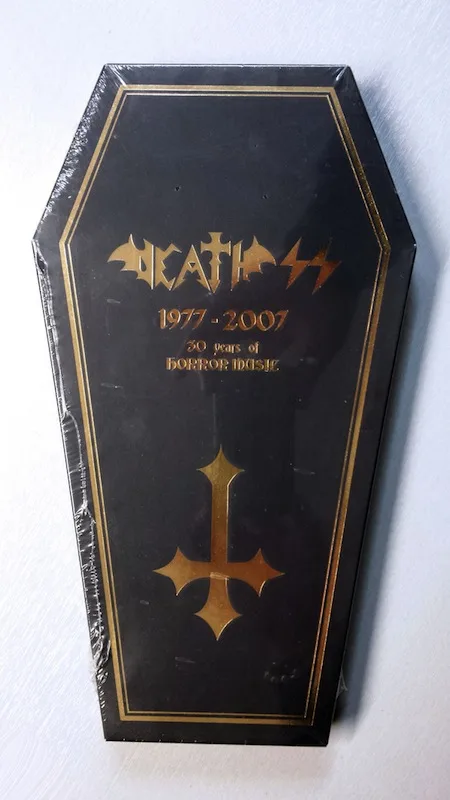 DEATH SS
1977 - 2007
30 years of
HORROR MUSIC